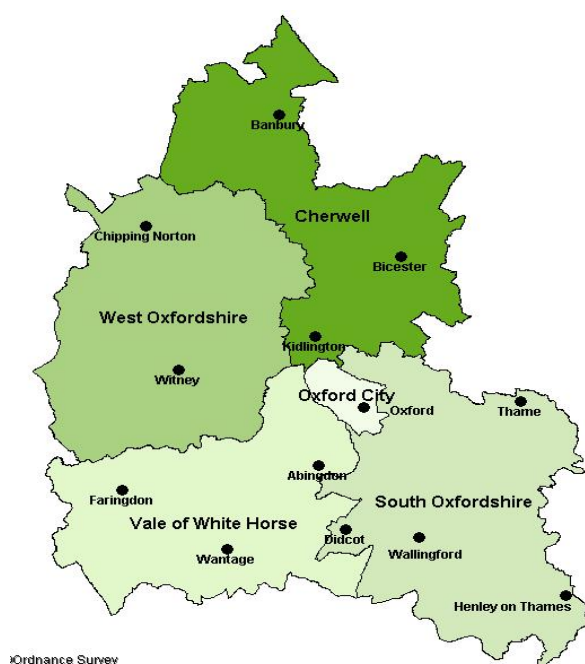 Banbury
Cherwell
Chipping Norton
Bicester
West Oxfordshire
Kidlington
Witney
Oxford City
Oxford
Thame
Abingdon
Faringdon
South Oxfordshire
Vale of White Horse
Didcot
Wallingford
Wantage
Henley on Thames
Ordnance Survey